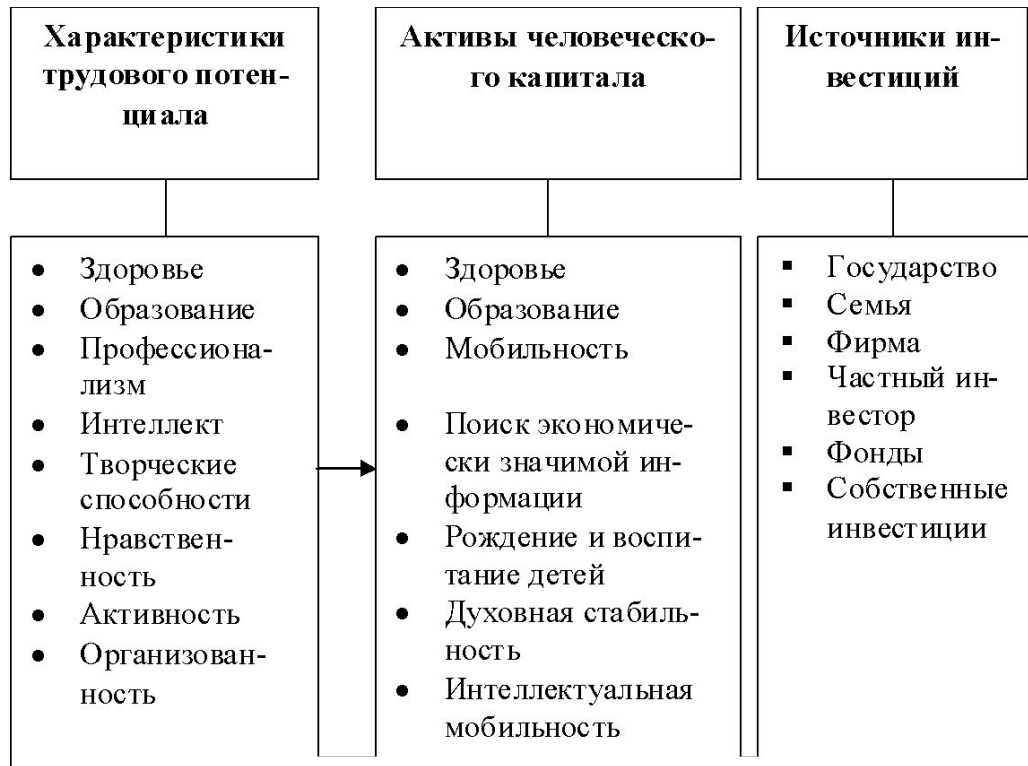 Характеристики
трудового потен-
циала
Активы человеческо-
го капитала
Источники ин-
вестиций
● Здоровье
● Образование
● Профессиона-
лизм
● Интеллект
● Творческие
способности
● Нравствен-
ность
● Активность
● Организован-
ность
● Здоровье
● Образование
● Мобильность
● Поиск экономиче-
ски значимой ин-
формации
● Рождение и воспи-
тание детей
● Духовная стабиль-
ность
● Интеллектуальная
мобильность
▪ Государство
▪ Семья
▪ Фирма
▪ Частный ин-
вестор
▪ Фонды
▪ Собственные
инвестиции